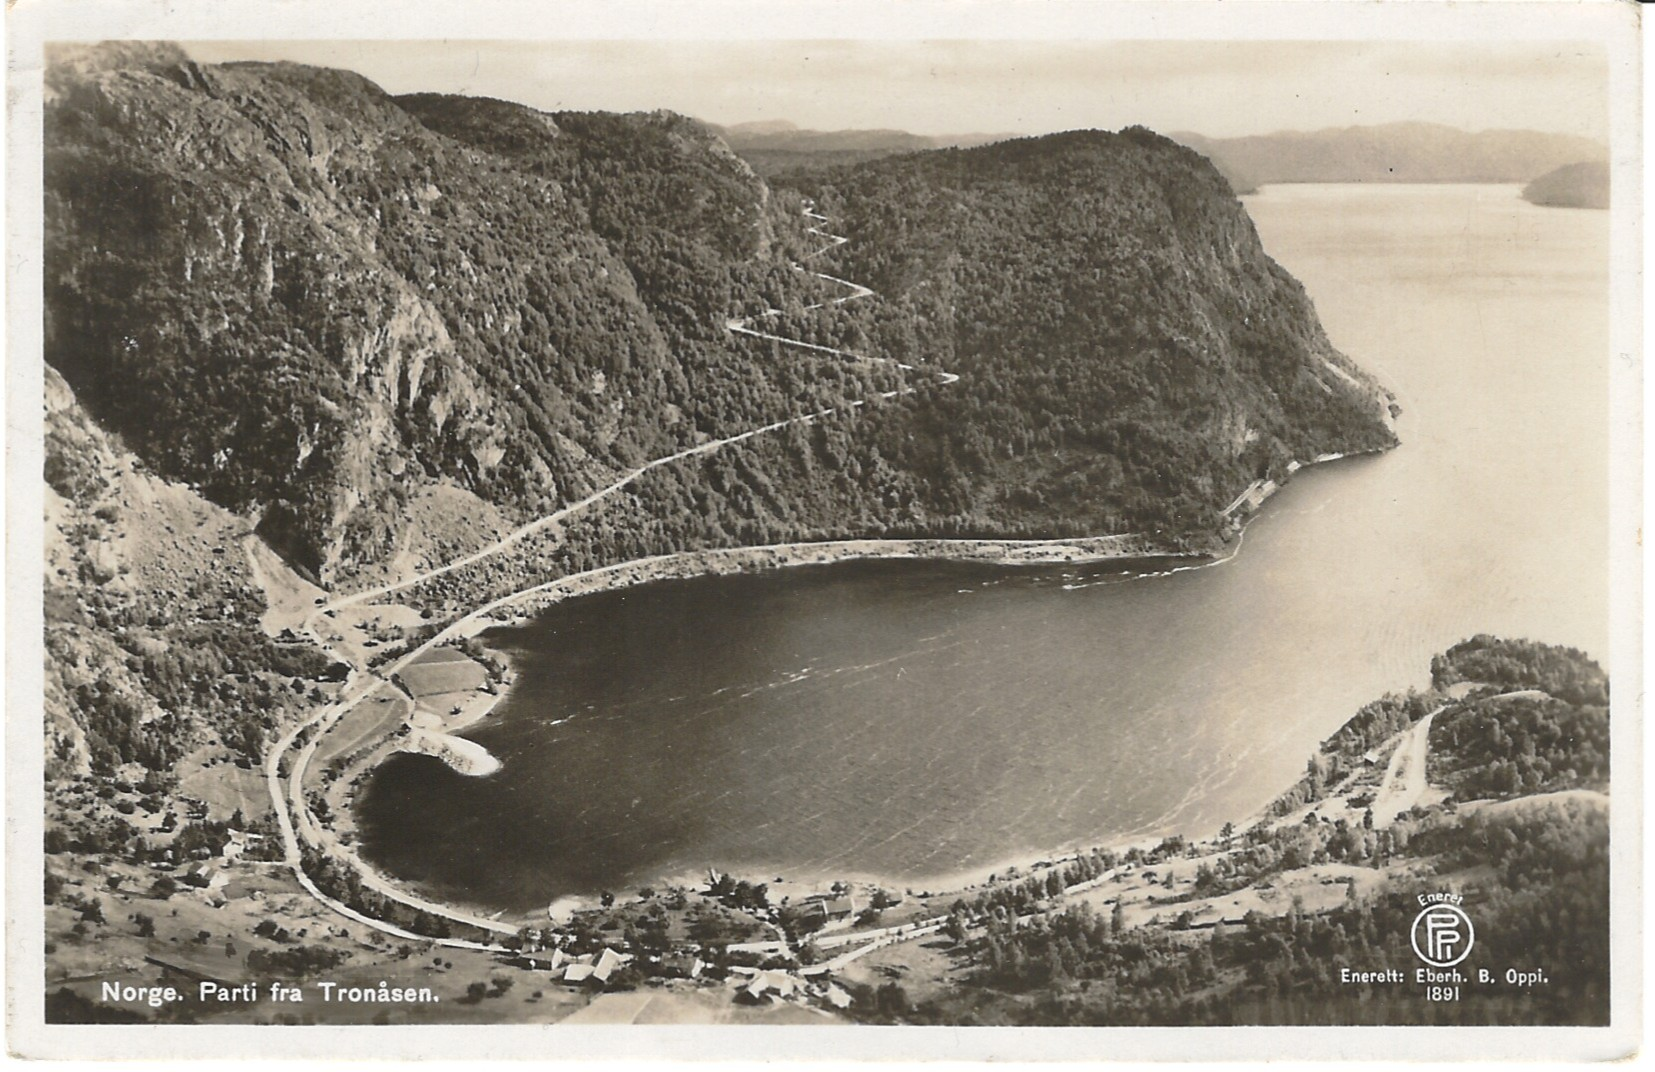 Norge. Parti fra Tronåsen.
Eneret
Enerett: Eberh. B. Oppi.
1891